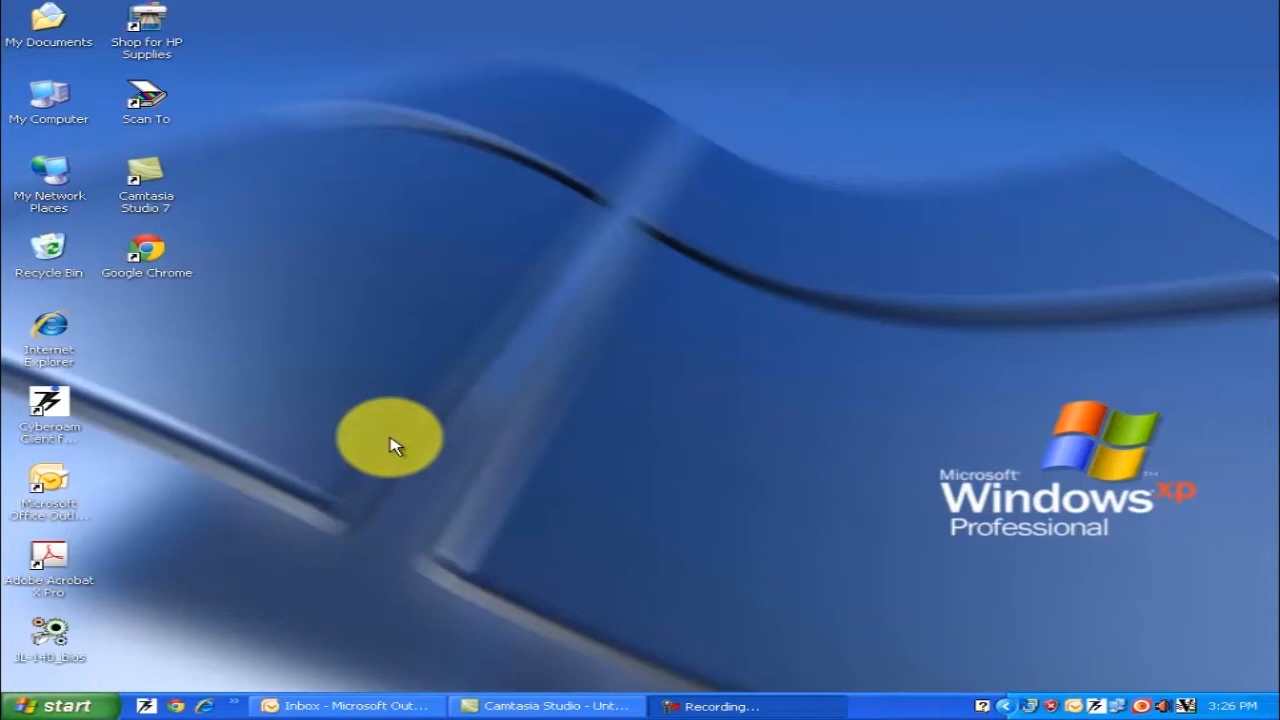 My Documents
Shop for HP
Supplies
My Computer
Scan To
My Network
Places
Camtasia
Studio 7
Recycle Bin
Google Chrome
Internet
Explorer
Cyberoam
Client f...
Microsoft
Office Outl...
Adobe Acrobat
X Pro
JL-140_bios
Microsoft
Windows xp
Professional
start
Inbox - Microsoft Out...
Camtasia Studio - Unt...
Recording...
3:26 PM